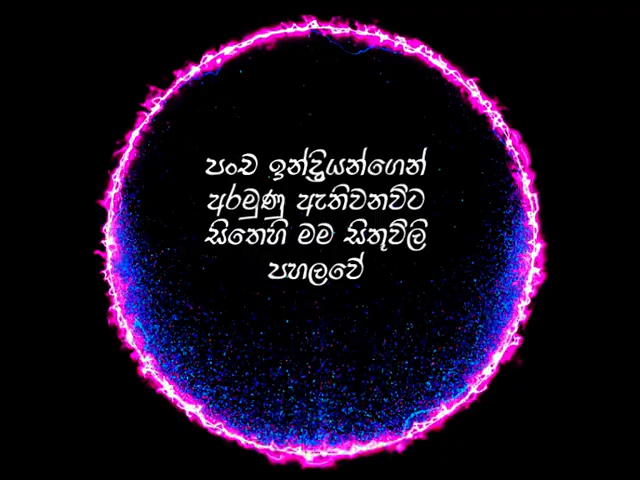 පංච ඉන්ද්‍රියන්ගෙන්
අරමුණු ඇතිවනවිට
සිතෙහි මම සිතූවිලි
පහලවේ